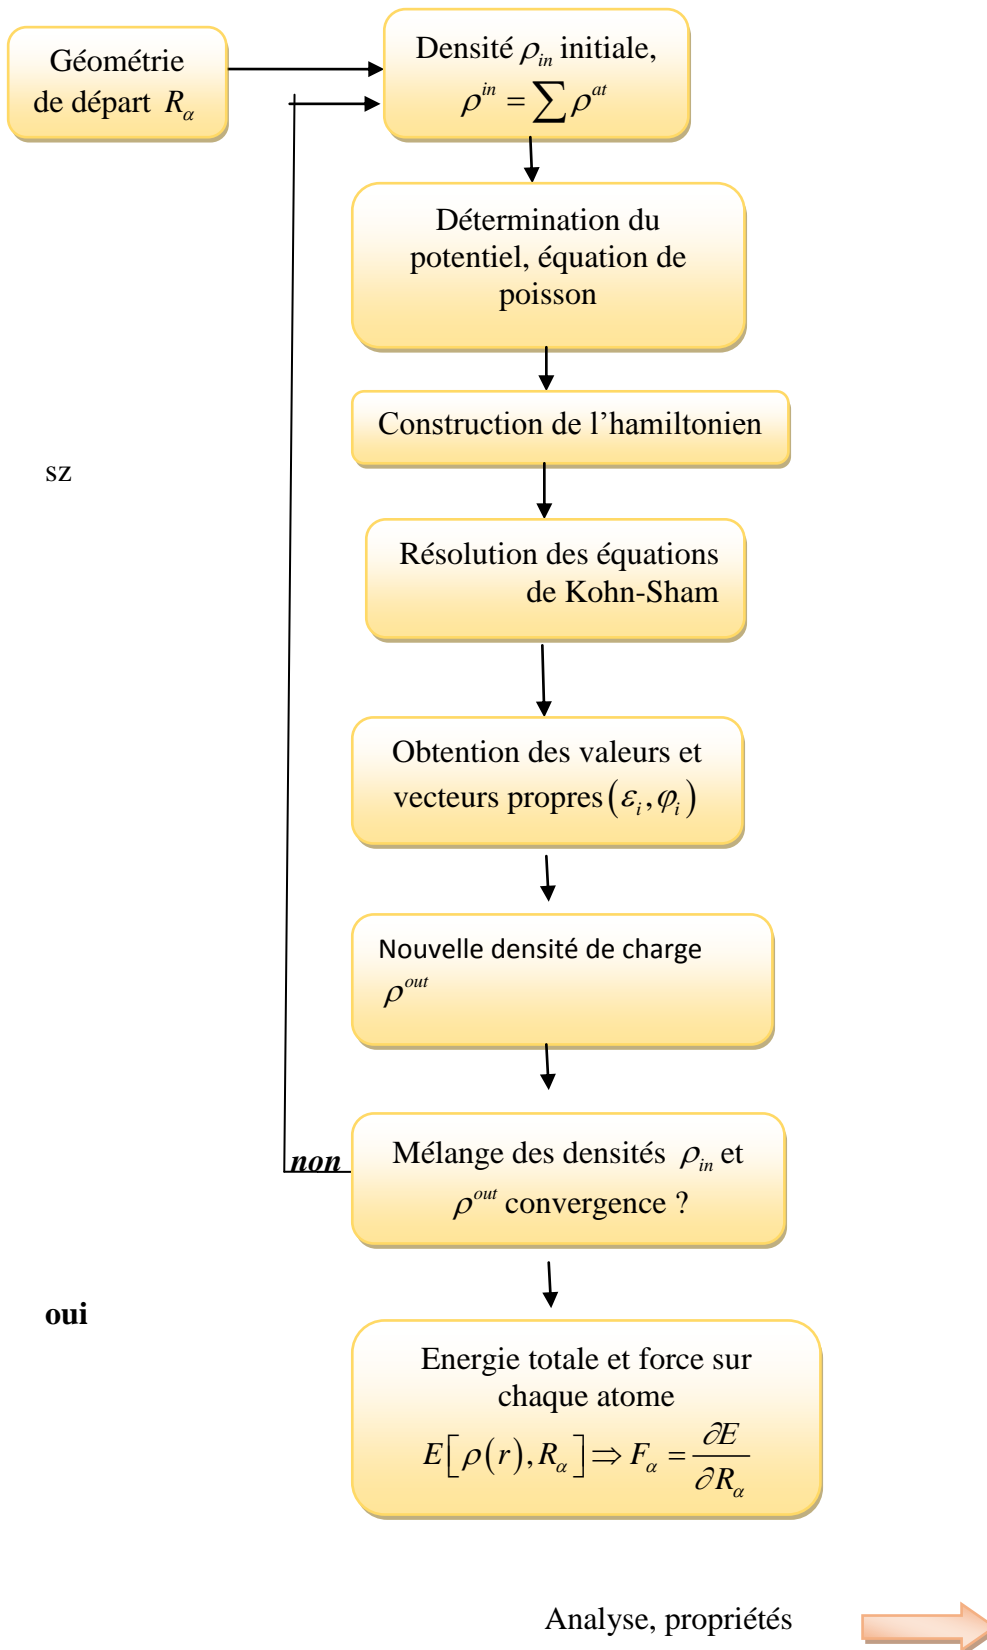 Géométrie
de départ R_α
Densité ρ_in initiale,
ρ^in = ∑ ρ^at
Détermination du
potentiel, équation de
poisson
Construction de l’hamiltonien
sz
Résolution des équations
de Kohn-Sham
Obtention des valeurs et
vecteurs propres (ε_i, φ_i)
Nouvelle densité de charge
ρ^out
non
Mélange des densités ρ_in et
ρ^out convergence ?
oui
Energie totale et force sur
chaque atome
E[ρ(r), R_α] ⇒ F_α = ∂E/∂R_α
Analyse, propriétés